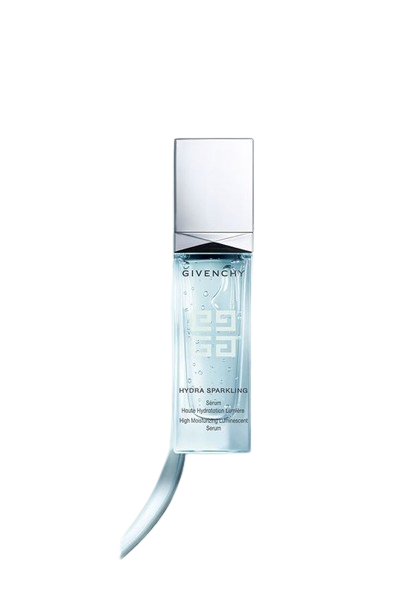 GIVENCHY
HYDRA SPARKLING
Sérum
Haute Hydratation Lumière
High Moisturizing Luminescent
Serum